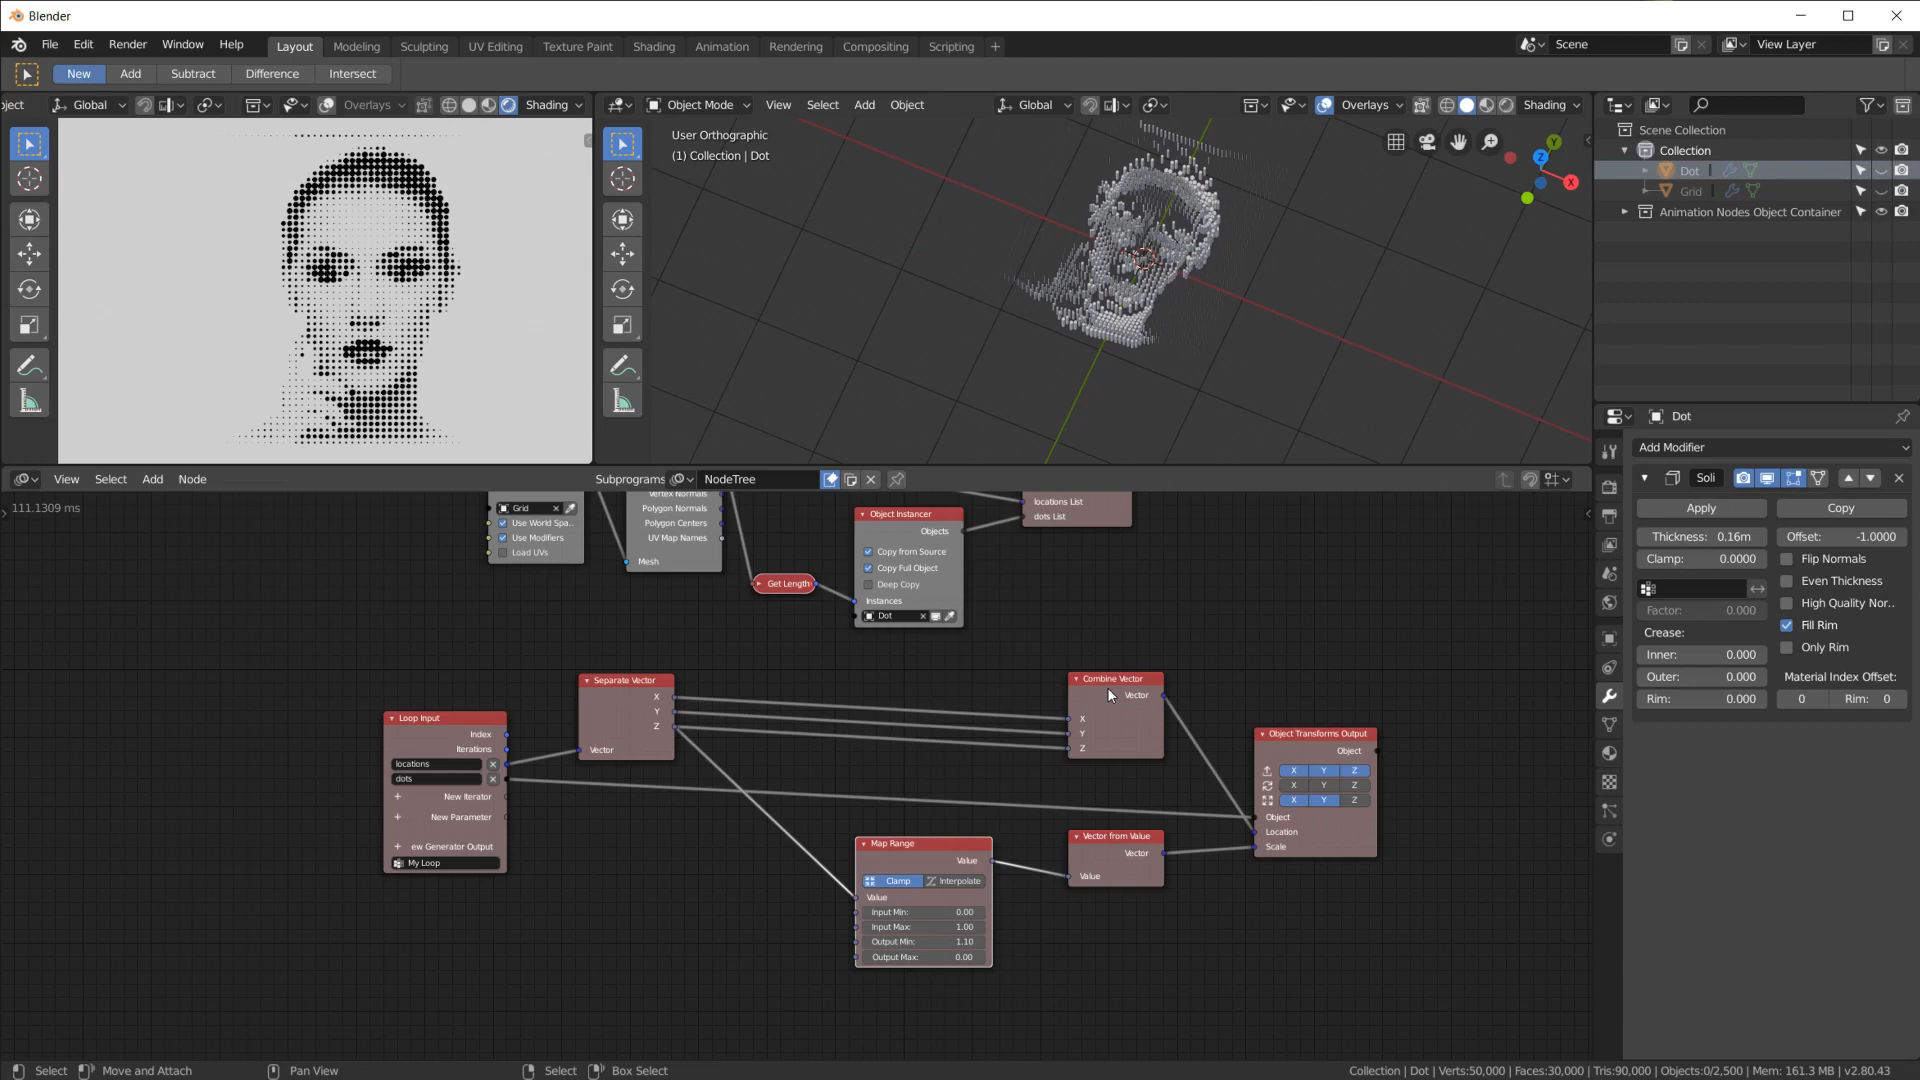 Blender
File Edit Render Window Help Layout Modeling Sculpting UV Editing Texture Paint Shading Animation Rendering Compositing Scripting + Scene View Layer
New Add Subtract Difference Intersect
oject Global Overlays Shading
Object Mode View Select Add Object Global Overlays Shading
User Orthographic
(1) Collection | Dot
Z
Y
X
Scene Collection
Collection
Dot
Grid
Animation Nodes Object Container
Dot
Add Modifier
Soli
Apply Copy
Thickness: 0.16m Offset: -1.0000
Clamp: 0.0000 Flip Normals
Even Thickness
Factor: 0.000 High Quality Nor..
Crease: Fill Rim
Inner: 0.000 Only Rim
Outer: 0.000 Material Index Offset:
Rim: 0.000 0 Rim: 0
View Select Add Node Subprograms NodeTree
111.1309 ms
Grid
Use World Spa..
Use Modifiers
Load UVs
Vertex Normals
Polygon Normals
Polygon Centers
UV Map Names
Mesh
Get Length
Object Instancer
Objects
Copy from Source
Copy Full Object
Deep Copy
Instances
Dot
locations List
dots List
Loop Input
Index
Iterations
locations
dots
New Iterator
New Parameter
ew Generator Output
My Loop
Separate Vector
X
Y
Z
Vector
Map Range
Value
Clamp Interpolate
Value
Input Min: 0.00
Input Max: 1.00
Output Min: 1.10
Output Max: 0.00
Combine Vector
Vector
X
Y
Z
Vector from Value
Vector
Value
Object Transforms Output
Object
X Y Z
X Y Z
X Y Z
Object
Location
Scale
Select Move and Attach Pan View Select Box Select Collection | Dot | Verts:50,000 | Faces:30,000 | Tris:90,000 | Objects:0/2,500 | Mem: 161.3 MB | v2.80.43